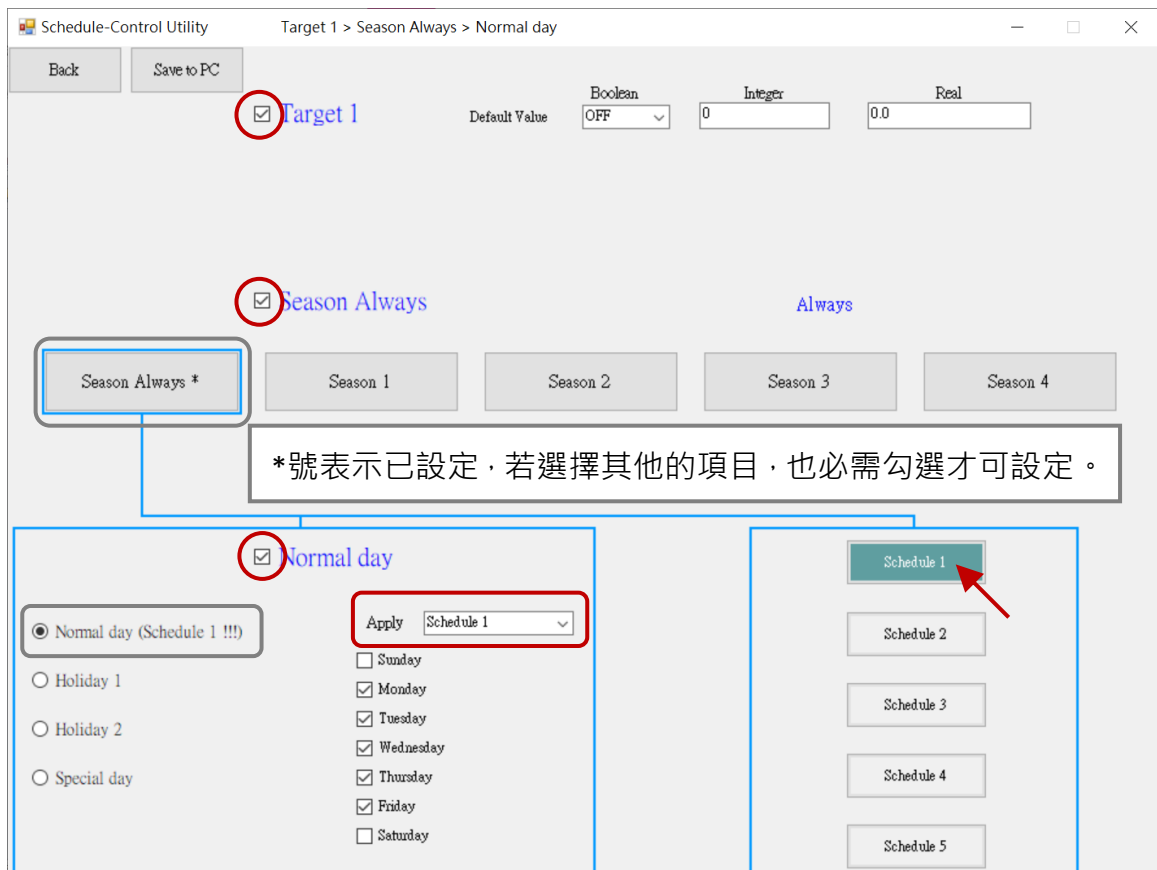 Schedule-Control Utility Target 1 > Season Always > Normal day
Back Save to PC
Boolean Integer Real
Target 1 Default Value OFF 0 0.0
Season Always Always
Season Always * Season 1 Season 2 Season 3 Season 4
*號表示已設定，若選擇其他的項目，也必需勾選才可設定。
Normal day
Schedule 1
Apply Schedule 1
Normal day (Schedule 1 !!!)
Schedule 2
Sunday
Holiday 1
Monday
Schedule 3
Tuesday
Holiday 2
Wednesday
Special day
Thursday
Schedule 4
Friday
Saturday
Schedule 5